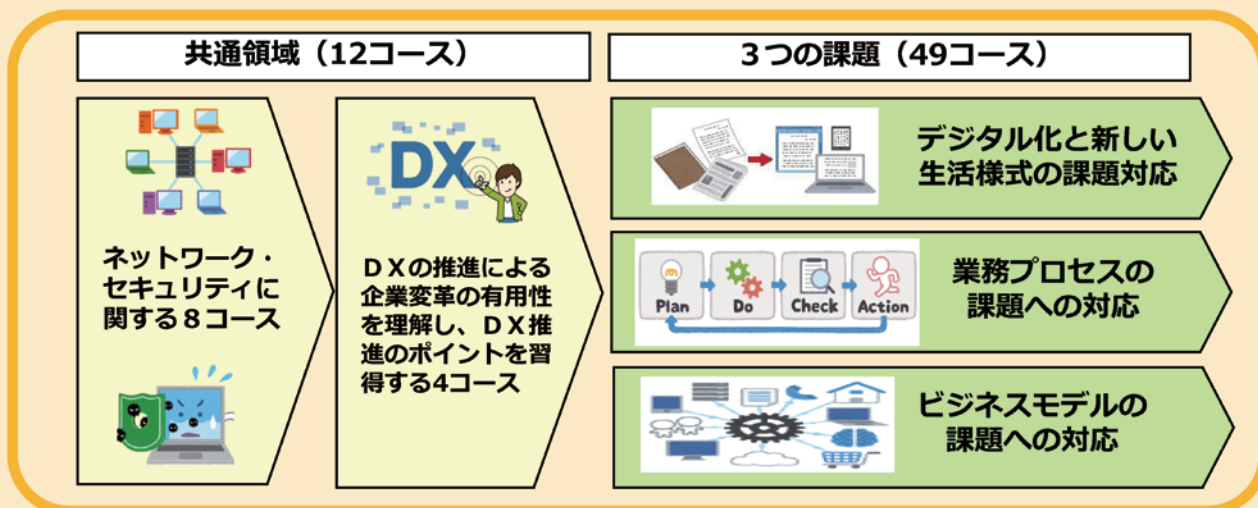 共通領域（12コース）
３つの課題（49コース）
ネットワーク・
セキュリティに
関する８コース
DX
ＤＸの推進による
企業変革の有用性
を理解し、ＤＸ推
進のポイントを習
得する4コース
デジタル化と新しい
生活様式の課題対応
Plan
Do
Check
Action
業務プロセスの
課題への対応
ビジネスモデルの
課題への対応